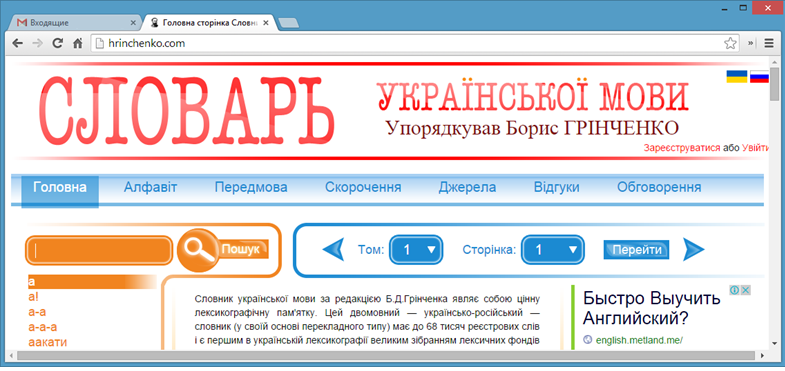 Входящие
Головна сторінка Словни
hrinchenko.com
СЛОВАРЬ
УКРАЇНСЬКОЇ МОВИ
Упорядкував Борис ГРІНЧЕНКО
Зареєструватися або Увійти
Головна Алфавіт Передмова Скорочення Джерела Відгуки Обговорення
Пошук
Том: 1 Сторінка: 1 Перейти
а
а!
а-а
а-а-а
аакати
Словник української мови за редакцією Б.Д.Грінченка являє собою цінну
лексикографічну пам'ятку. Цей двомовний — українсько-російський —
словник (у своїй основі перекладного типу) має до 68 тисяч реєстрових слів
і є першим в українській лексикографії великим зібранням лексичних фондів
Быстро Выучить
Английский?
english.metland.me/